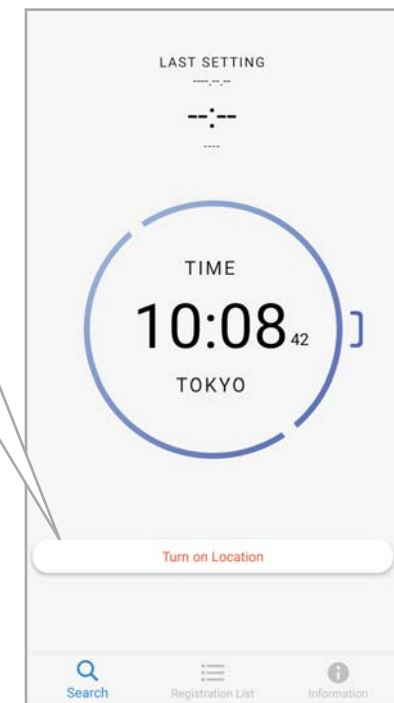 LAST SETTING
----.--.--
--:--
----
TIME
10:08 42
TOKYO
Turn on Location
Search
Registration List
Information